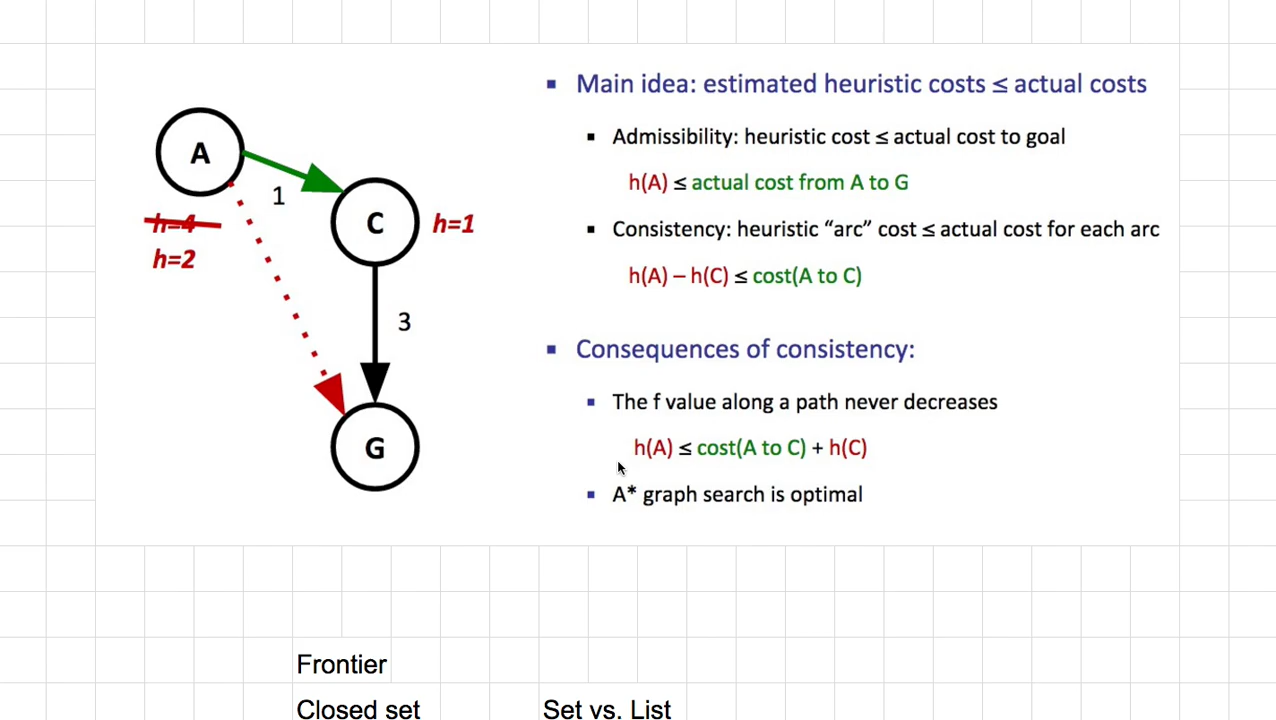 A
1
h=4
h=2
C
h=1
3
G
Main idea: estimated heuristic costs ≤ actual costs
Admissibility: heuristic cost ≤ actual cost to goal
h(A) ≤ actual cost from A to G
Consistency: heuristic “arc” cost ≤ actual cost for each arc
h(A) – h(C) ≤ cost(A to C)
Consequences of consistency:
The f value along a path never decreases
h(A) ≤ cost(A to C) + h(C)
A* graph search is optimal
Frontier
Closed set
Set vs. List